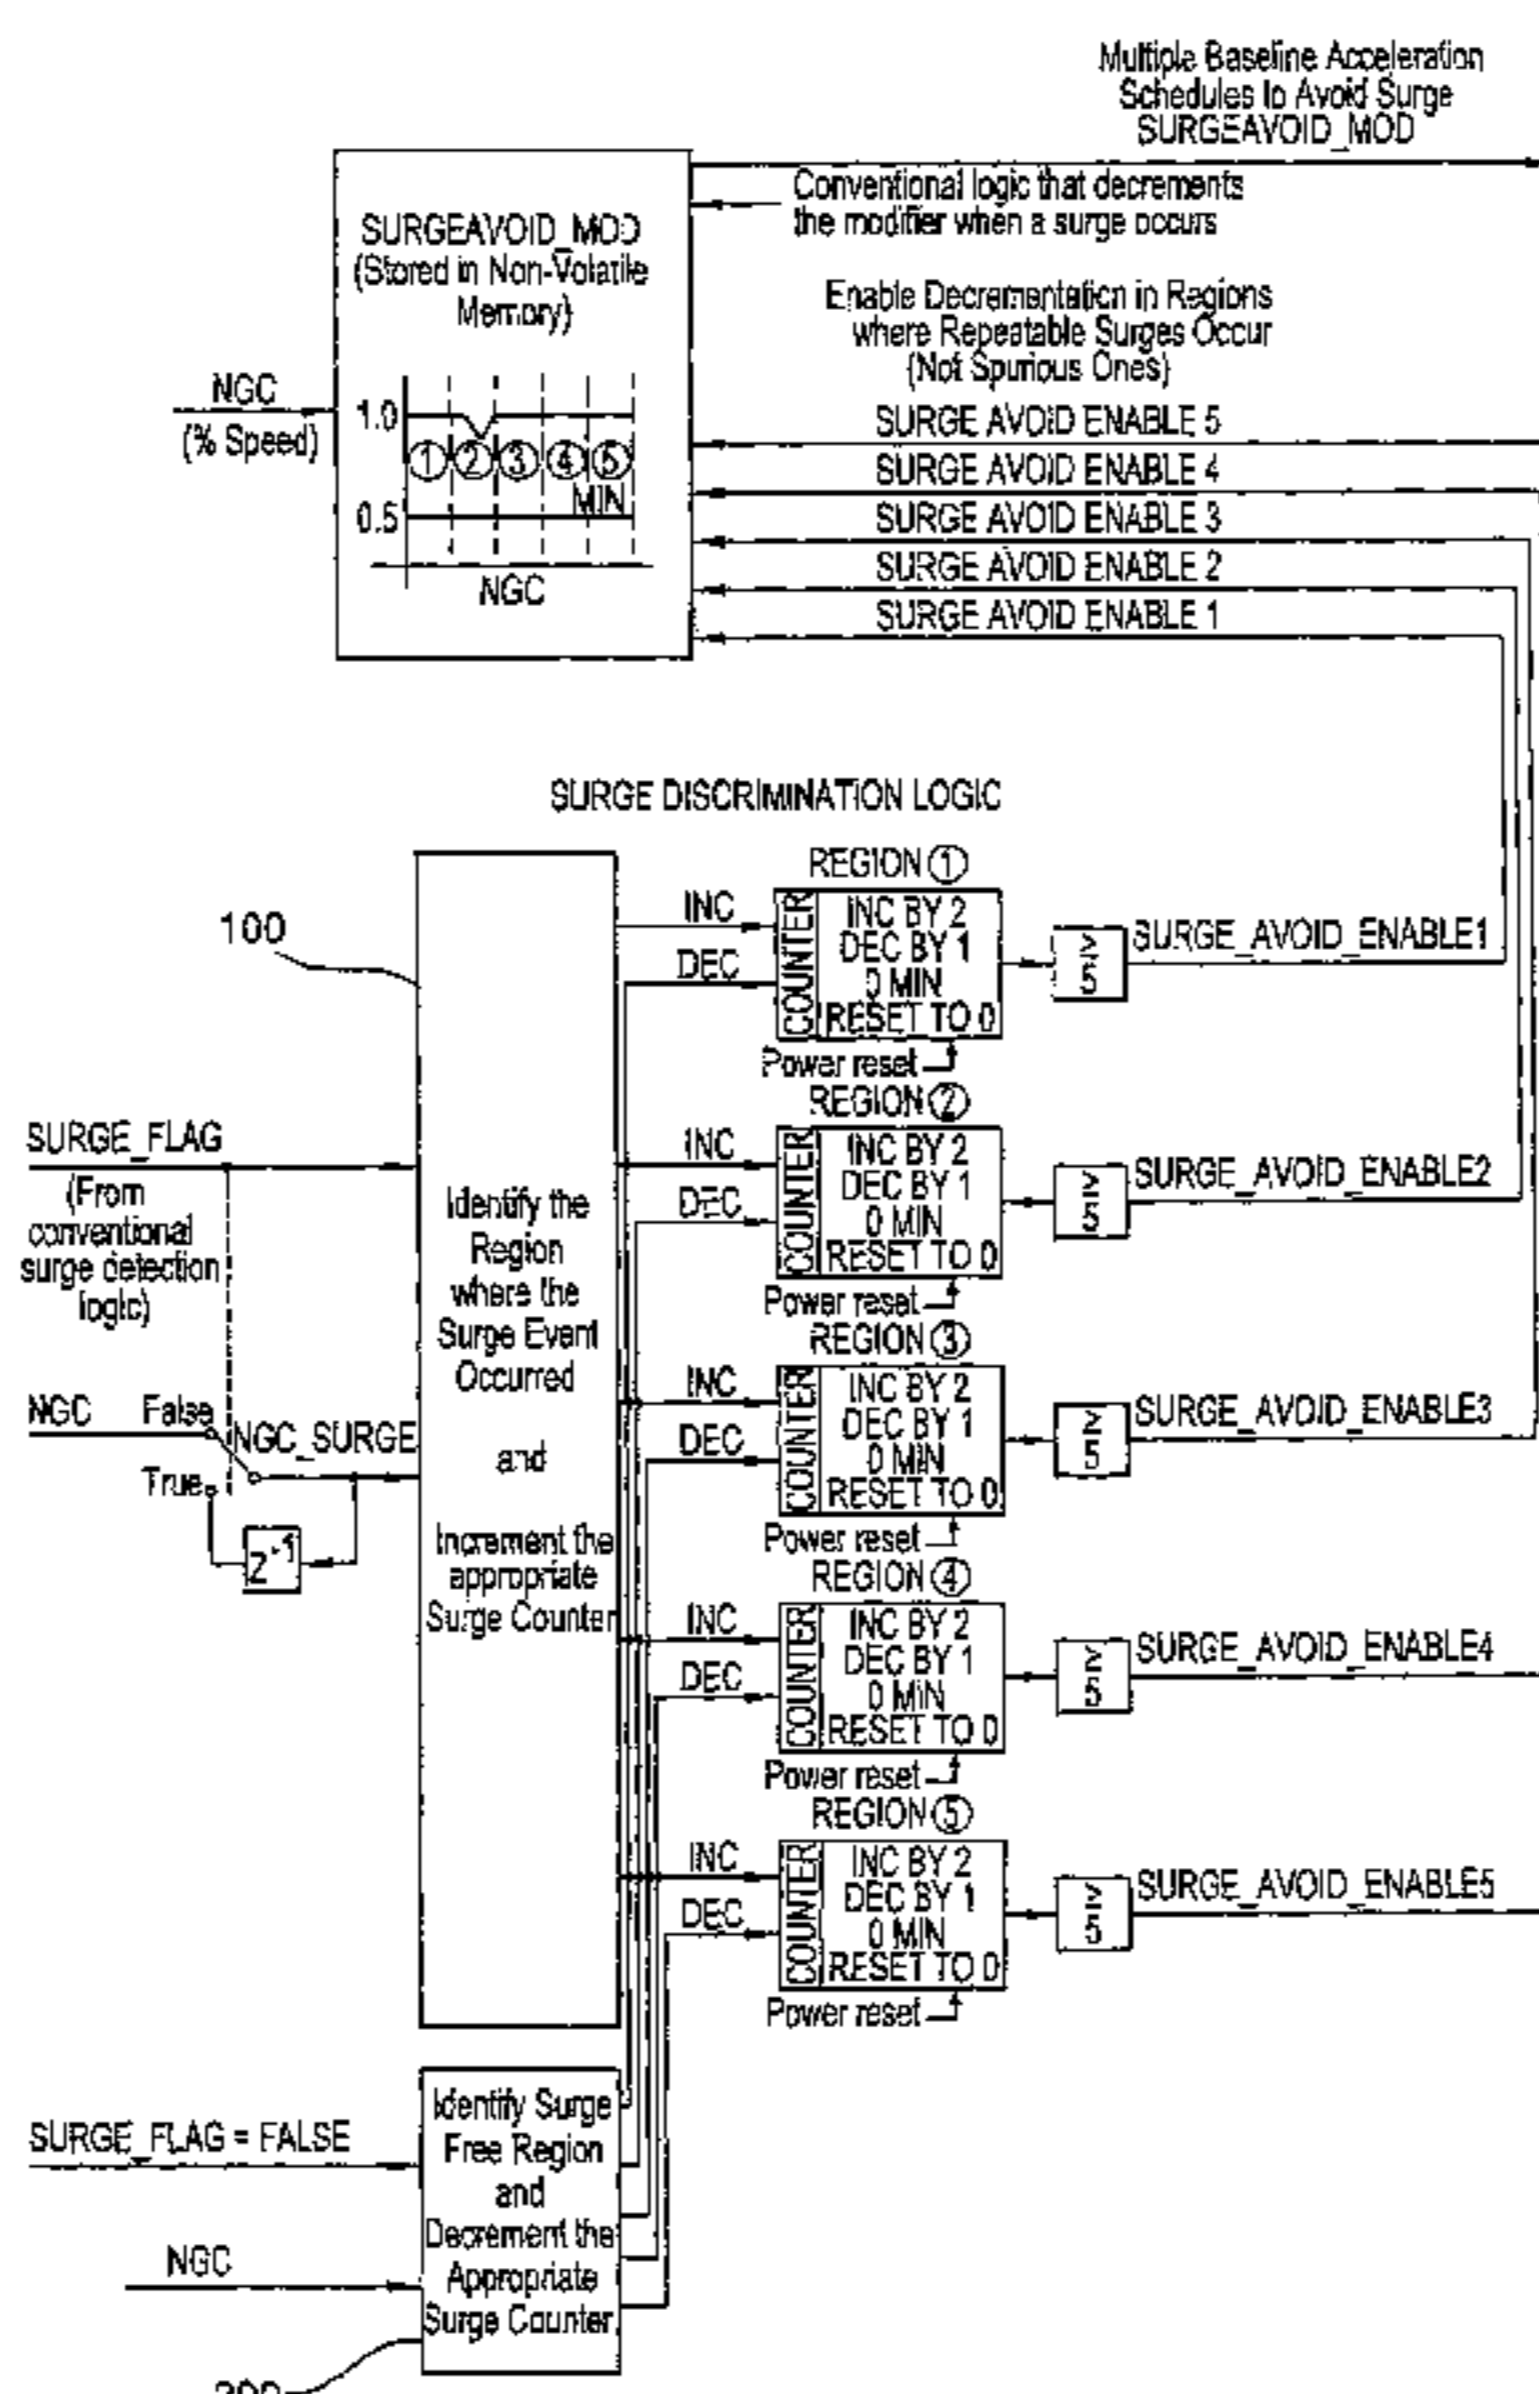 Multiple Baseline Acceleration
Schedules to Avoid Surge
SURGEAVOID_MOD
Conventional logic that decrements
the modifier when a surge occurs
SURGEAVOID_MOD
(Stored in Non-Volatile
Memory)
Enable Decrementation in Regions
where Repeatable Surges Occur
(Not Spurious Ones)
NGC
(% Speed)
1.0
1 2 3 4 5
MIN
0.5
NGC
SURGE AVOID ENABLE 5
SURGE AVOID ENABLE 4
SURGE AVOID ENABLE 3
SURGE AVOID ENABLE 2
SURGE AVOID ENABLE 1
SURGE DISCRIMINATION LOGIC
100
REGION 1
INC
DEC
COUNTER
INC BY 2
DEC BY 1
0 MIN
RESET TO 0
Power reset
≥5
SURGE_AVOID_ENABLE1
REGION 2
INC
DEC
COUNTER
INC BY 2
DEC BY 1
0 MIN
RESET TO 0
Power reset
≥5
SURGE_AVOID_ENABLE2
SURGE_FLAG
(From
conventional
surge detection
logic)
Identify the
Region
where the
Surge Event
Occurred
and
Increment the
appropriate
Surge Counter
NGC
False
NGC_SURGE
True
Z-1
REGION 3
INC
DEC
COUNTER
INC BY 2
DEC BY 1
0 MIN
RESET TO 0
Power reset
≥5
SURGE_AVOID_ENABLE3
REGION 4
INC
DEC
COUNTER
INC BY 2
DEC BY 1
0 MIN
RESET TO 0
Power reset
≥5
SURGE_AVOID_ENABLE4
REGION 5
INC
DEC
COUNTER
INC BY 2
DEC BY 1
0 MIN
RESET TO 0
Power reset
≥5
SURGE_AVOID_ENABLE5
SURGE_FLAG = FALSE
NGC
Identify Surge
Free Region
and
Decrement the
Appropriate
Surge Counter